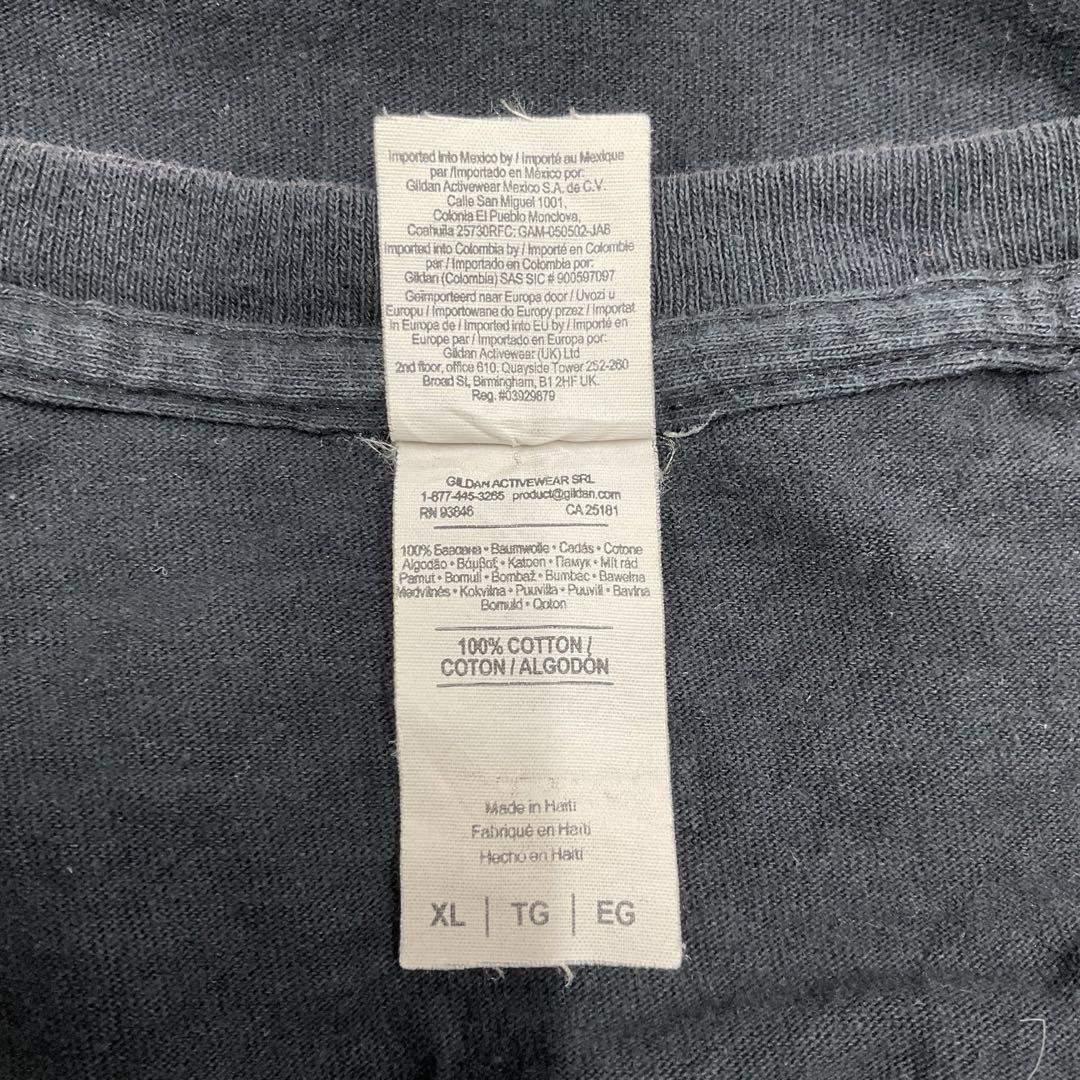 Imported Into Mexico by / Importé au Mexique
par /Importado en México por:
Gildan Activewear Mexico S.A. de C.V.
Calle San Miguel 1001,
Colonia El Pueblo Monclova,
Coahuila 25730RFC: GAM-050502-JA6
Imported into Colombia by / Importé en Colombie
par / Importado en Colombia por:
Gildan (Colombia) SAS SIC # 900597097
Geïmporteerd naar Europa door / Uvozi u
Europu / Importowane do Europy przez / Importat
în Europa de / Imported into EU by / Importé en
Europe par / Importado en Europa por:
Gildan Activewear (UK) Ltd
2nd floor, office 610, Quayside Tower 252-260
Broad St, Birmingham, B1 2HF UK.
Reg. #03929879
GILDAN ACTIVEWEAR SRL
1-877-445-3265 product@gildan.com
RN 93846 CA 25181
100% Бавовна • Baumwolle • Cadás • Cotone
Algodão • Βάμβαξ • Katoen • Памук • Mit rád
Pamut • Bomull • Bombaž • Bumbac • Bawełna
Medvilnės • Kokvilna • Puuvilla • Puuvill • Bavlna
Bomuld • Qoton
100% COTTON /
COTON / ALGODÓN
Made in Haiti
Fabriqué en Haïti
Hecho en Haití
XL | TG | EG